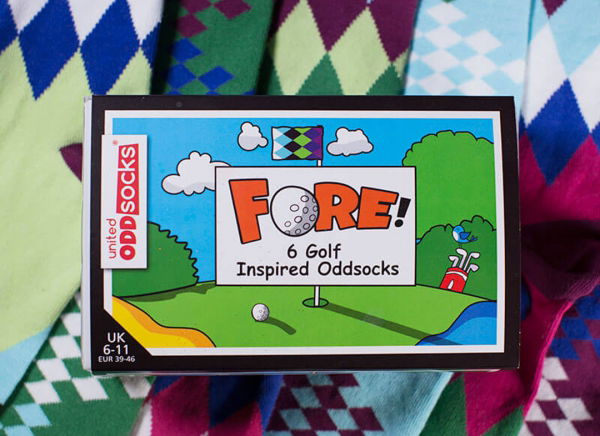 united
ODDSOCKS®
FORE!
6 Golf
Inspired Oddsocks
UK
6-11
EUR 39-46